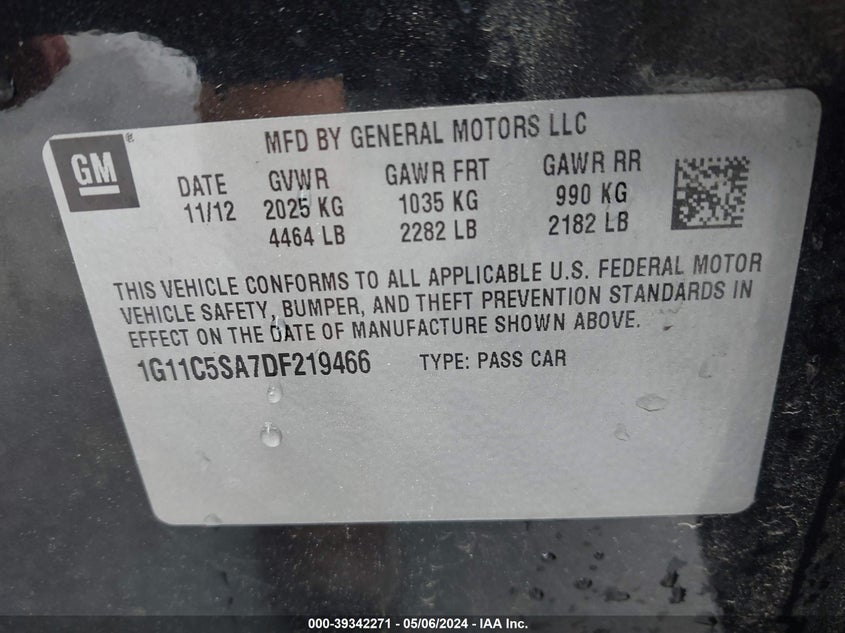 GM ®
MFD BY GENERAL MOTORS LLC
DATE GVWR GAWR FRT GAWR RR
11/12 2025 KG 1035 KG 990 KG
4464 LB 2282 LB 2182 LB
THIS VEHICLE CONFORMS TO ALL APPLICABLE U.S. FEDERAL MOTOR
VEHICLE SAFETY, BUMPER, AND THEFT PREVENTION STANDARDS IN
EFFECT ON THE DATE OF MANUFACTURE SHOWN ABOVE.
1G11C5SA7DF219466 TYPE: PASS CAR
000-39342271 - 05/06/2024 - IAA Inc.